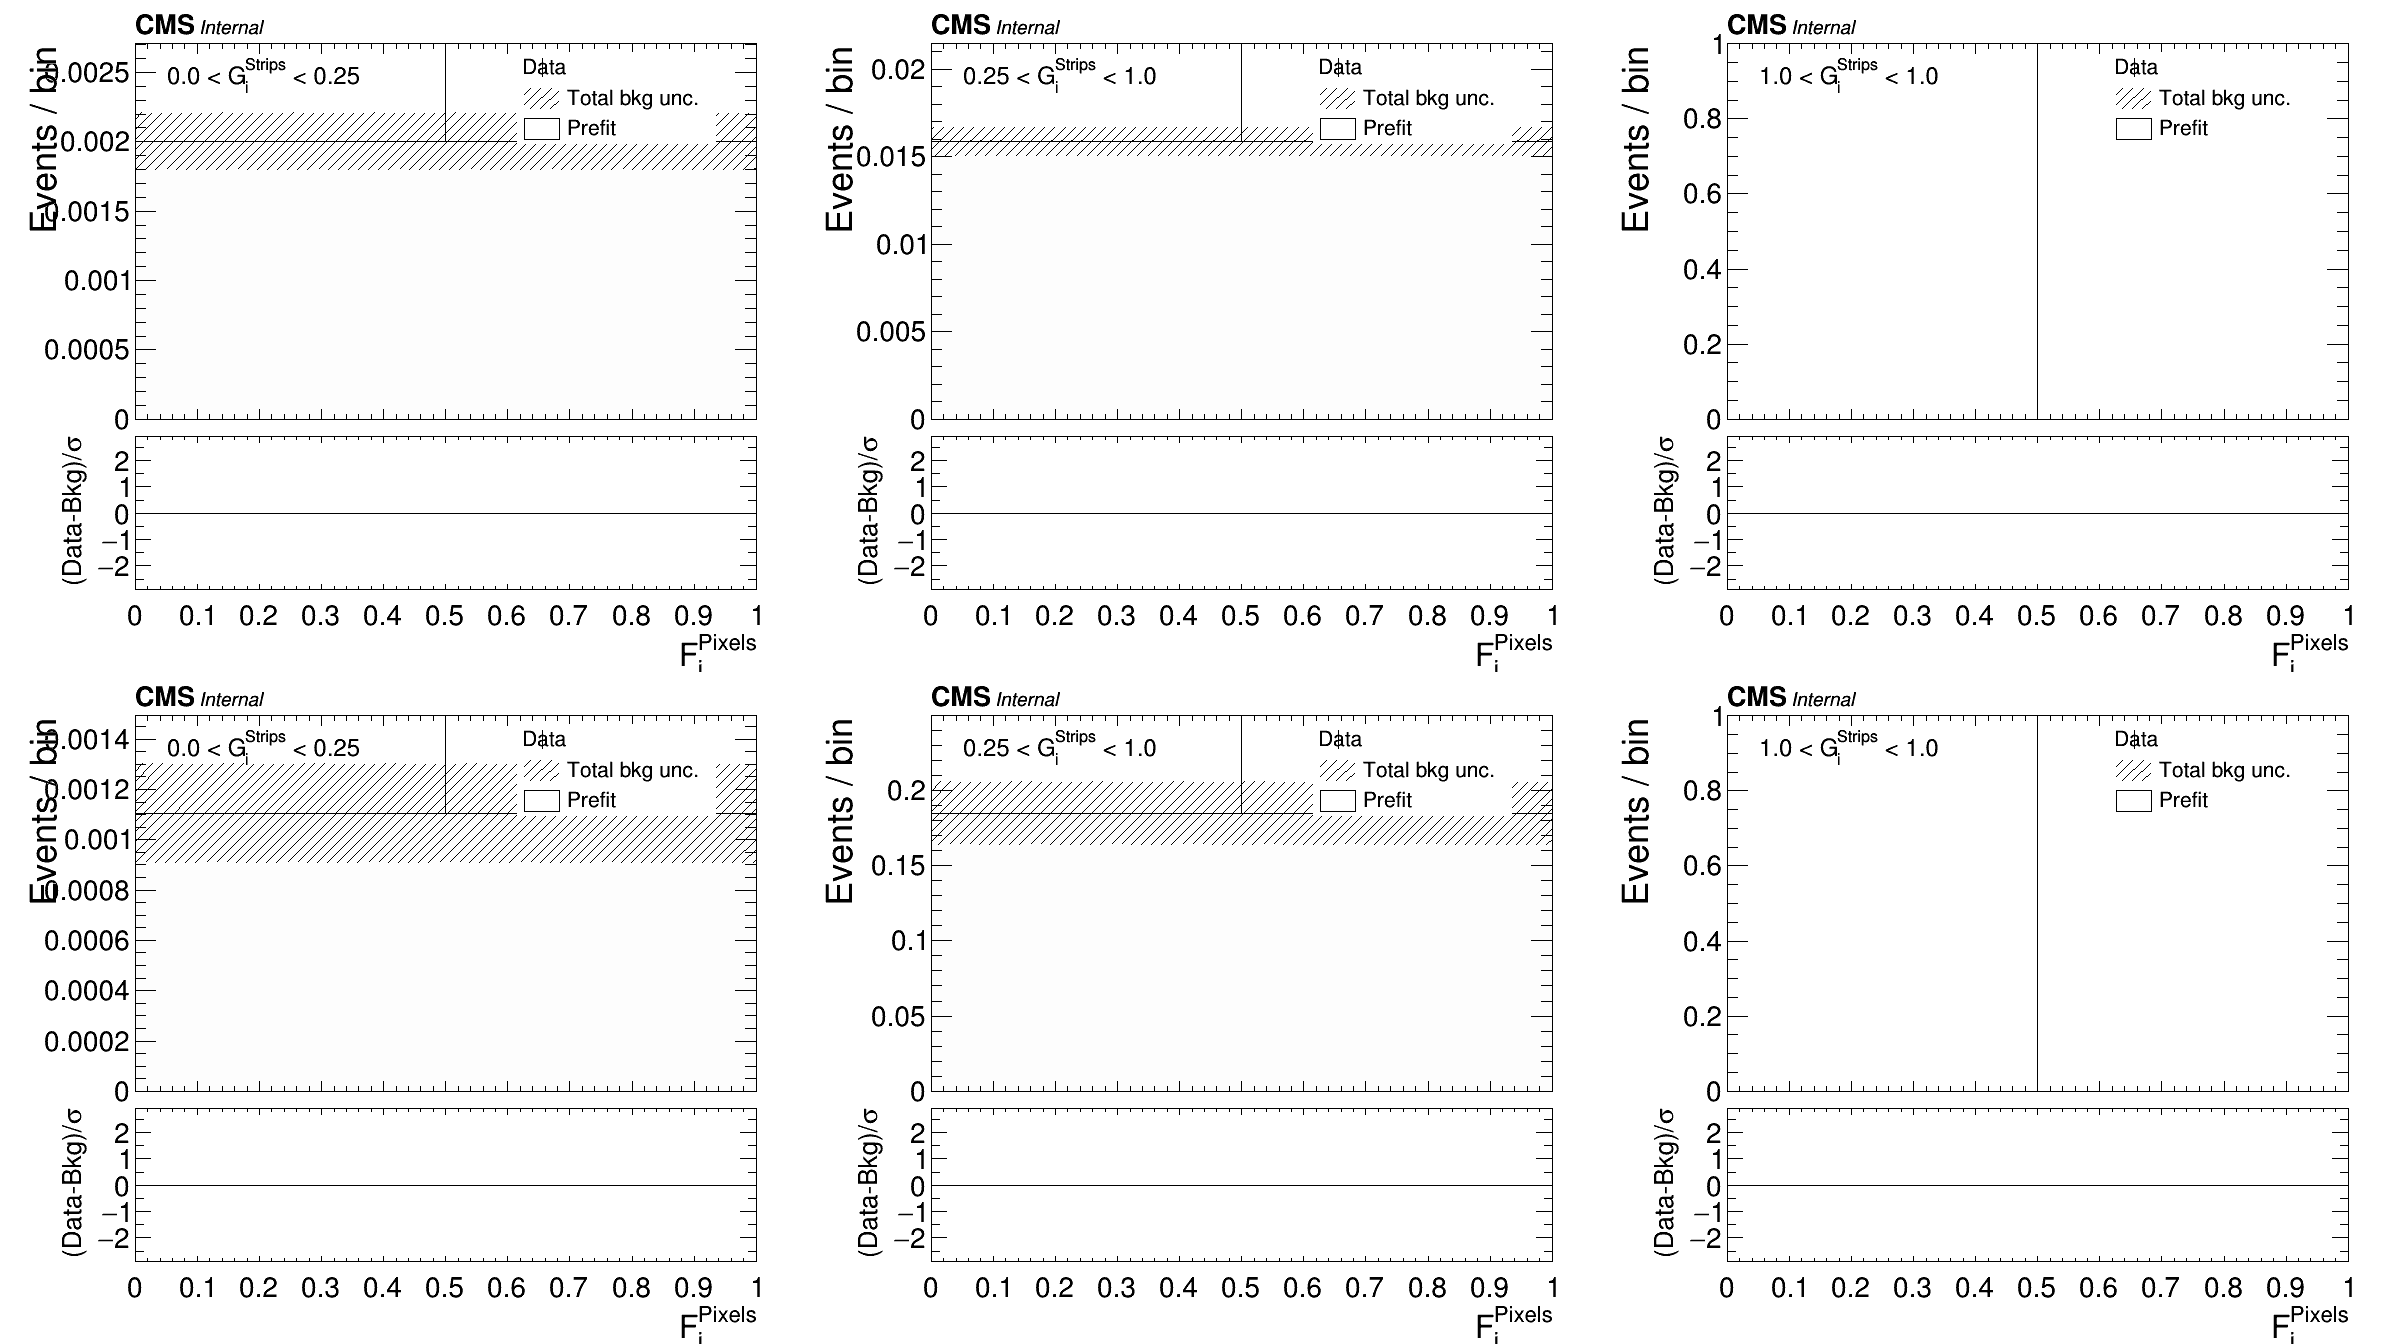 CMS Internal
Events / bin
0.0 < G_i^Strips < 0.25
Data
Total bkg unc.
Prefit
0.0025
0.002
0.0015
0.001
0.0005
0
(Data-Bkg)/σ
2
1
0
−1
−2
0 0.1 0.2 0.3 0.4 0.5 0.6 0.7 0.8 0.9 1
F_i^Pixels
CMS Internal
Events / bin
0.25 < G_i^Strips < 1.0
Data
Total bkg unc.
Prefit
0.02
0.015
0.01
0.005
0
(Data-Bkg)/σ
2
1
0
−1
−2
0 0.1 0.2 0.3 0.4 0.5 0.6 0.7 0.8 0.9 1
F_i^Pixels
CMS Internal
Events / bin
1.0 < G_i^Strips < 1.0
Data
Total bkg unc.
Prefit
1
0.8
0.6
0.4
0.2
0
(Data-Bkg)/σ
2
1
0
−1
−2
0 0.1 0.2 0.3 0.4 0.5 0.6 0.7 0.8 0.9 1
F_i^Pixels
CMS Internal
Events / bin
0.0 < G_i^Strips < 0.25
Data
Total bkg unc.
Prefit
0.0014
0.0012
0.001
0.0008
0.0006
0.0004
0.0002
0
(Data-Bkg)/σ
2
1
0
−1
−2
0 0.1 0.2 0.3 0.4 0.5 0.6 0.7 0.8 0.9 1
F_i^Pixels
CMS Internal
Events / bin
0.25 < G_i^Strips < 1.0
Data
Total bkg unc.
Prefit
0.2
0.15
0.1
0.05
0
(Data-Bkg)/σ
2
1
0
−1
−2
0 0.1 0.2 0.3 0.4 0.5 0.6 0.7 0.8 0.9 1
F_i^Pixels
CMS Internal
Events / bin
1.0 < G_i^Strips < 1.0
Data
Total bkg unc.
Prefit
1
0.8
0.6
0.4
0.2
0
(Data-Bkg)/σ
2
1
0
−1
−2
0 0.1 0.2 0.3 0.4 0.5 0.6 0.7 0.8 0.9 1
F_i^Pixels